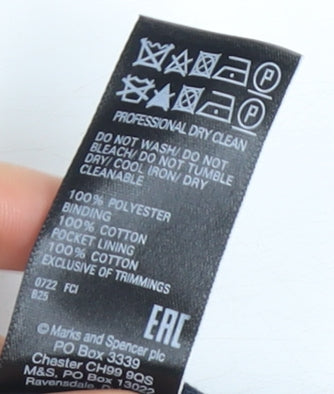 P
P
PROFESSIONAL DRY CLEAN
DO NOT WASH/ DO NOT
BLEACH/ DO NOT TUMBLE
DRY/ COOL IRON/ DRY
CLEANABLE
100% POLYESTER
BINDING
100% COTTON
POCKET LINING
100% COTTON
EXCLUSIVE OF TRIMMINGS
0722 FCI
B25
EAC
© Marks and Spencer plc
PO Box 3339
Chester CH99 9QS
M&S, PO Box 13022
Ravensdale,